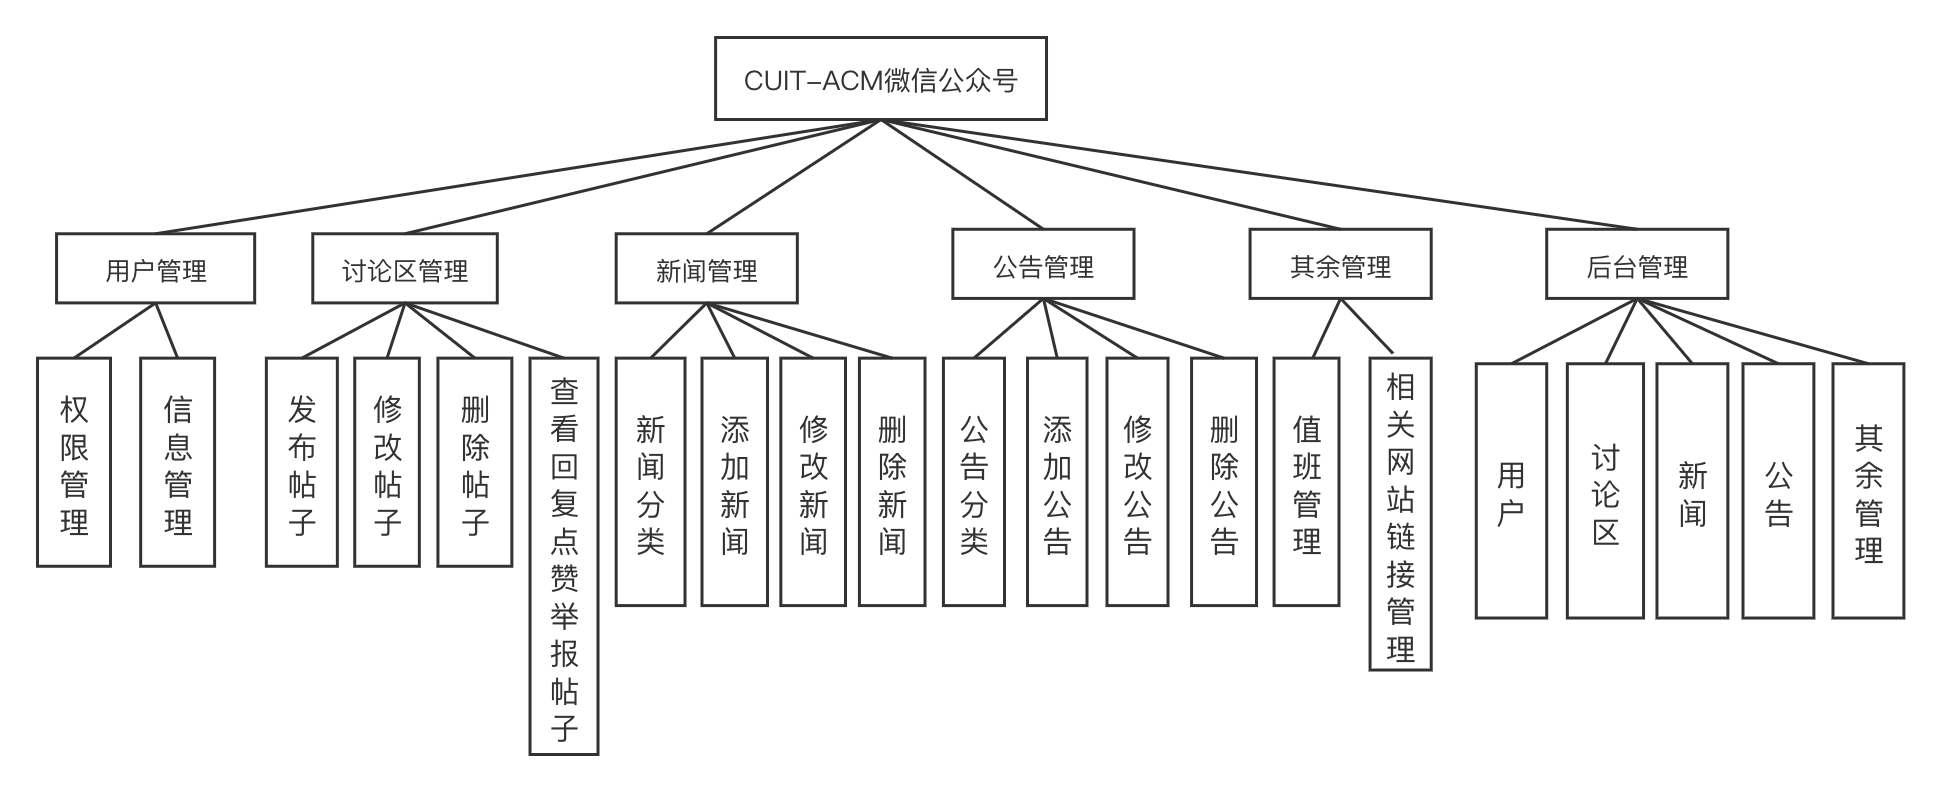 CUIT-ACM微信公众号
用户管理
讨论区管理
新闻管理
公告管理
其余管理
后台管理
权限管理
信息管理
发布帖子
修改帖子
删除帖子
查看回复点赞举报帖子
新闻分类
添加新闻
修改新闻
删除新闻
公告分类
添加公告
修改公告
删除公告
值班管理
相关网站链接管理
用户
讨论区
新闻
公告
其余管理